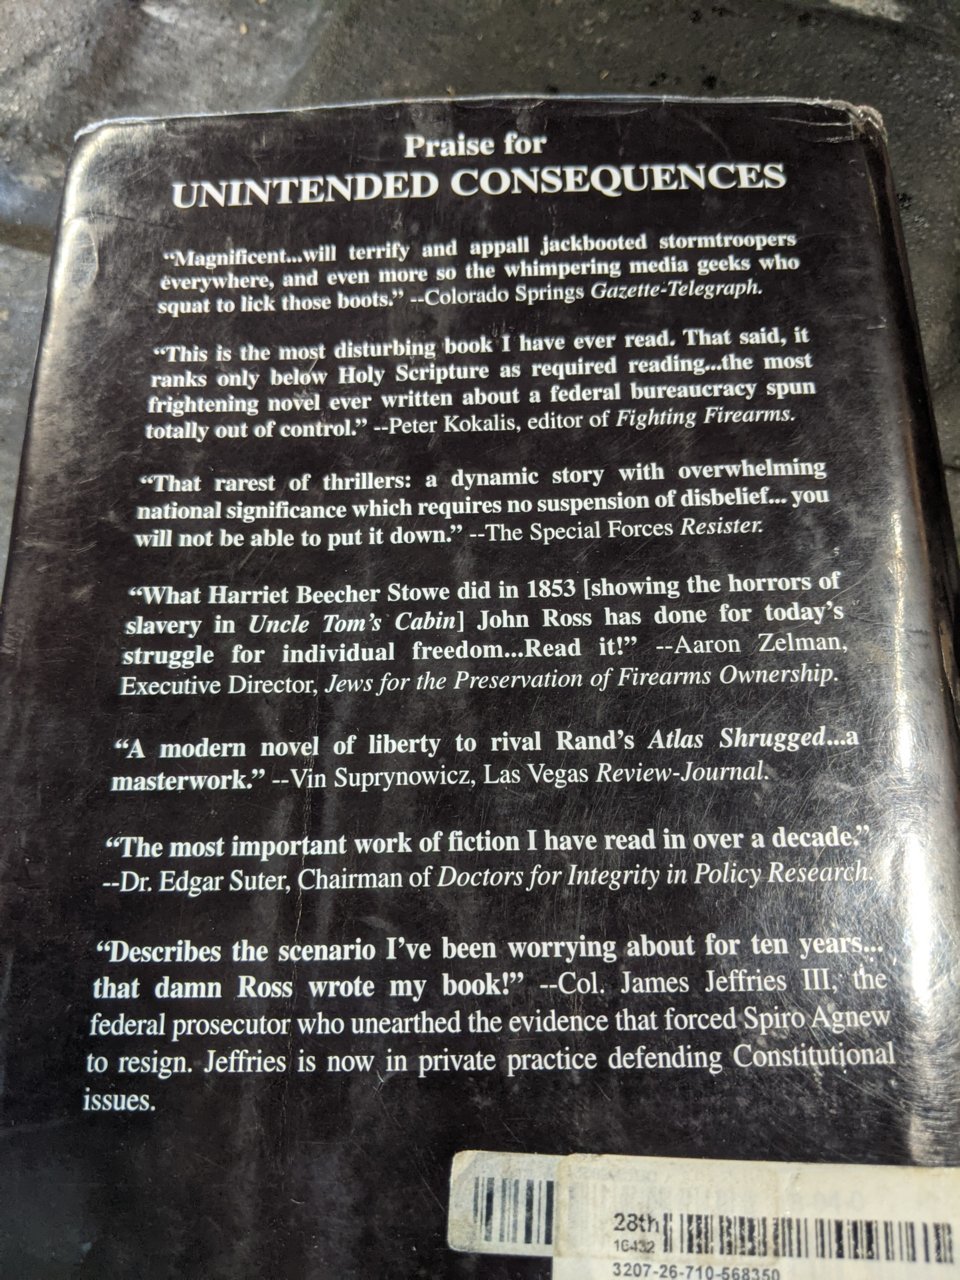 Praise for
UNINTENDED CONSEQUENCES
“Magnificent...will terrify and appall jackbooted stormtroopers
everywhere, and even more so the whimpering media geeks who
squat to lick those boots.” --Colorado Springs Gazette-Telegraph.
“This is the most disturbing book I have ever read. That said, it
ranks only below Holy Scripture as required reading...the most
frightening novel ever written about a federal bureaucracy spun
totally out of control.” --Peter Kokalis, editor of Fighting Firearms.
“That rarest of thrillers: a dynamic story with overwhelming
national significance which requires no suspension of disbelief... you
will not be able to put it down.” --The Special Forces Resister.
“What Harriet Beecher Stowe did in 1853 [showing the horrors of
slavery in Uncle Tom’s Cabin] John Ross has done for today’s
struggle for individual freedom...Read it!” --Aaron Zelman,
Executive Director, Jews for the Preservation of Firearms Ownership.
“A modern novel of liberty to rival Rand’s Atlas Shrugged...a
masterwork.” --Vin Suprynowicz, Las Vegas Review-Journal.
“The most important work of fiction I have read in over a decade.”
--Dr. Edgar Suter, Chairman of Doctors for Integrity in Policy Research.
“Describes the scenario I’ve been worrying about for ten years...
that damn Ross wrote my book!” --Col. James Jeffries III, the
federal prosecutor who unearthed the evidence that forced Spiro Agnew
to resign. Jeffries is now in private practice defending Constitutional
issues.
28th
16432
3207-26-710-568350